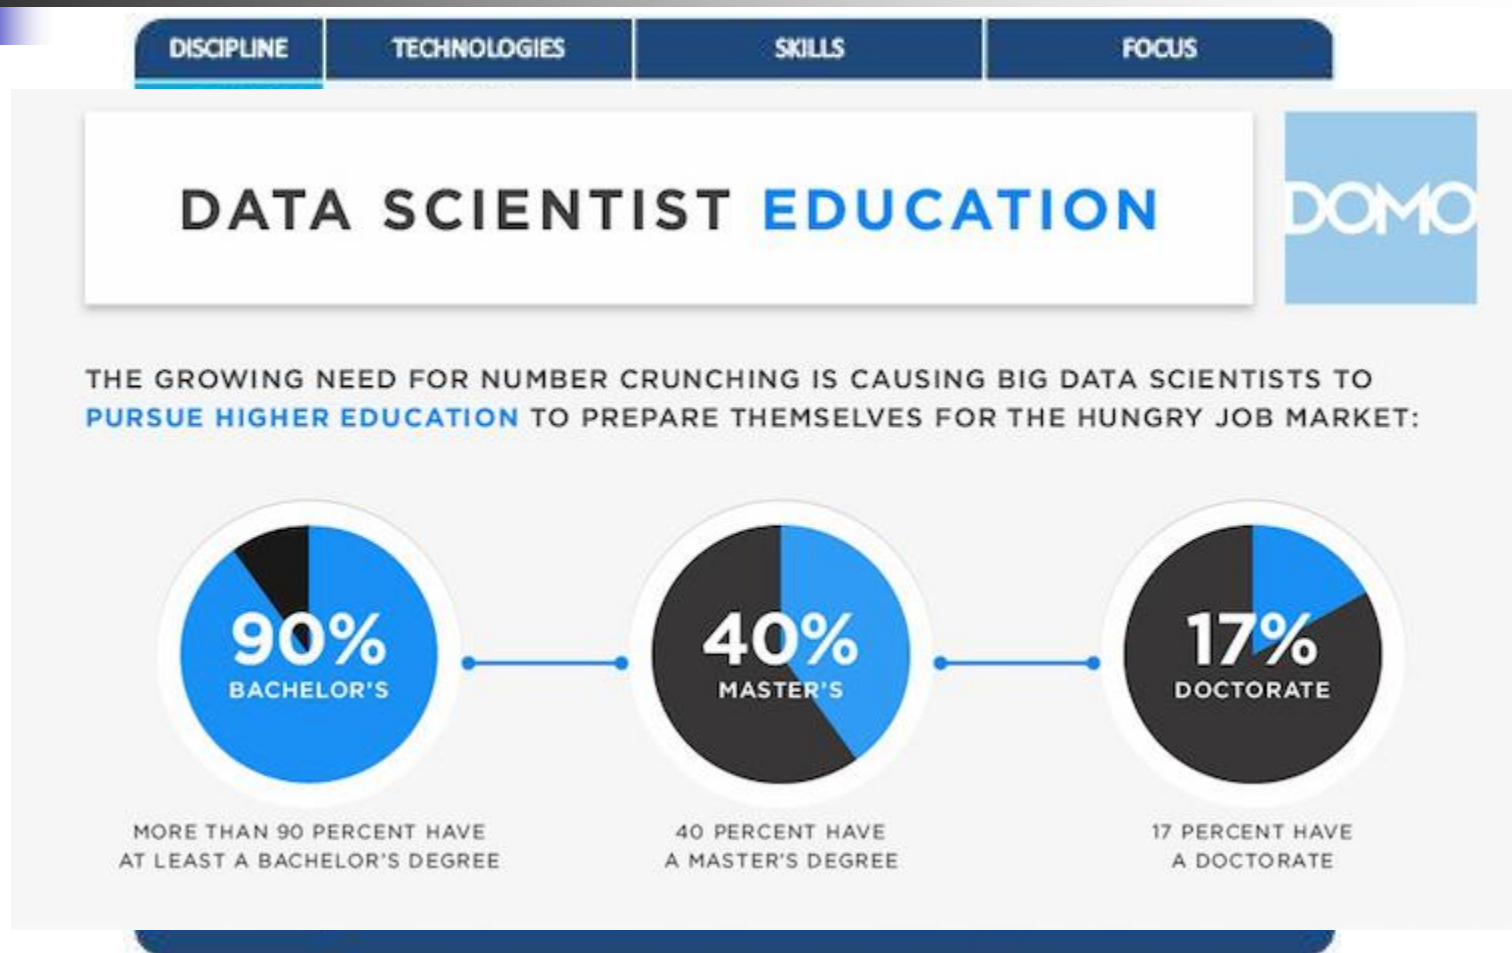 DISCIPLINE TECHNOLOGIES SKILLS FOCUS
DATA SCIENTIST EDUCATION
DOMO
THE GROWING NEED FOR NUMBER CRUNCHING IS CAUSING BIG DATA SCIENTISTS TO
PURSUE HIGHER EDUCATION TO PREPARE THEMSELVES FOR THE HUNGRY JOB MARKET:
90%
BACHELOR'S
40%
MASTER'S
17%
DOCTORATE
MORE THAN 90 PERCENT HAVE
AT LEAST A BACHELOR'S DEGREE
40 PERCENT HAVE
A MASTER'S DEGREE
17 PERCENT HAVE
A DOCTORATE